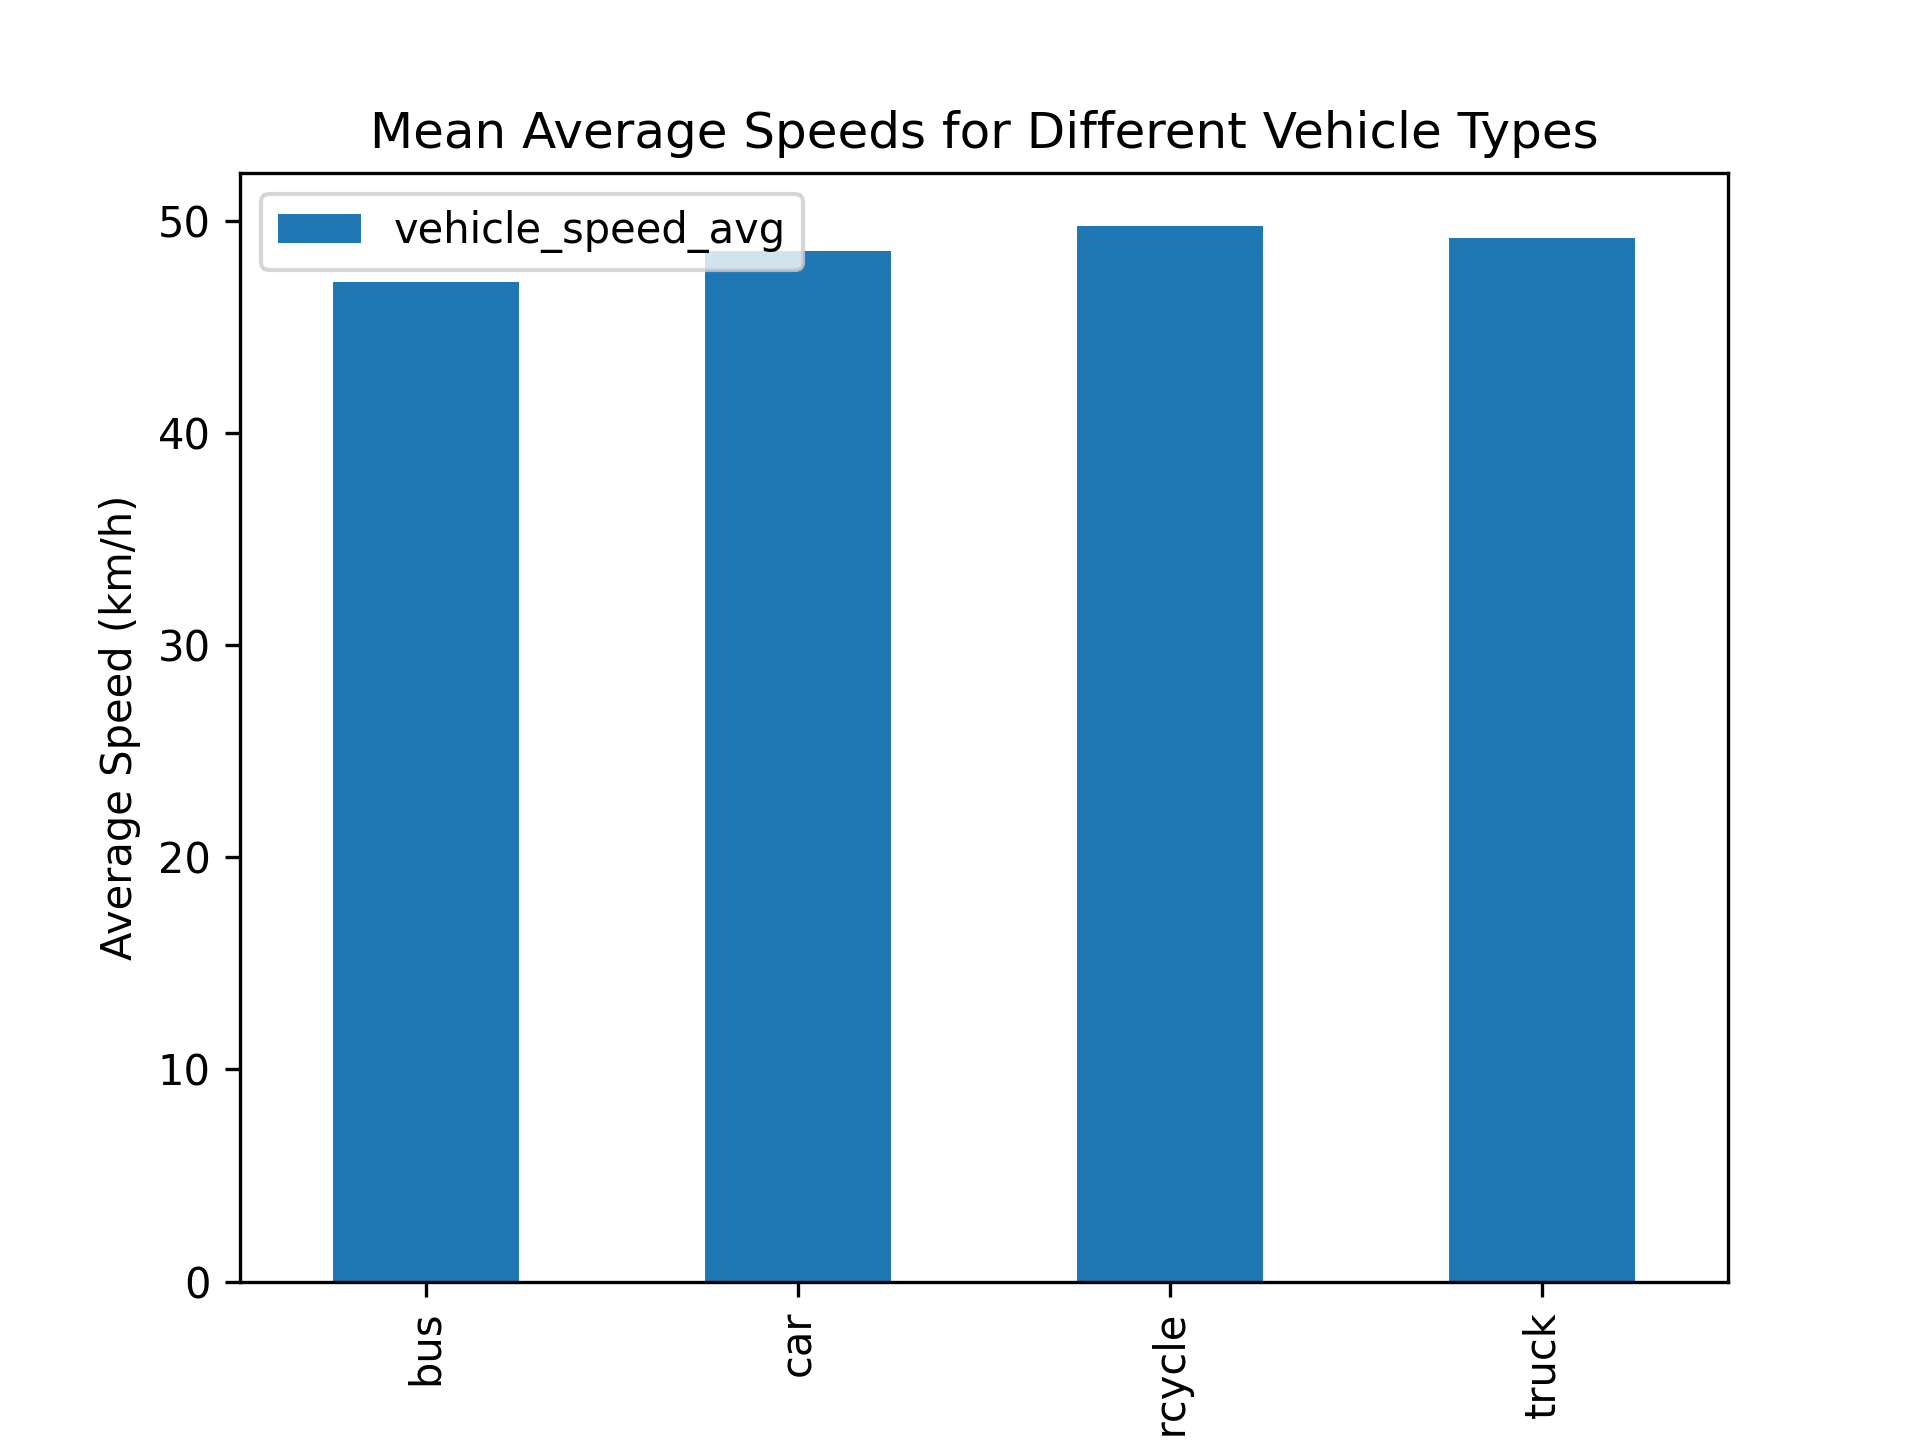 Mean Average Speeds for Different Vehicle Types
vehicle_speed_avg
Average Speed (km/h)
50
40
30
20
10
0
bus
car
rcycle
truck